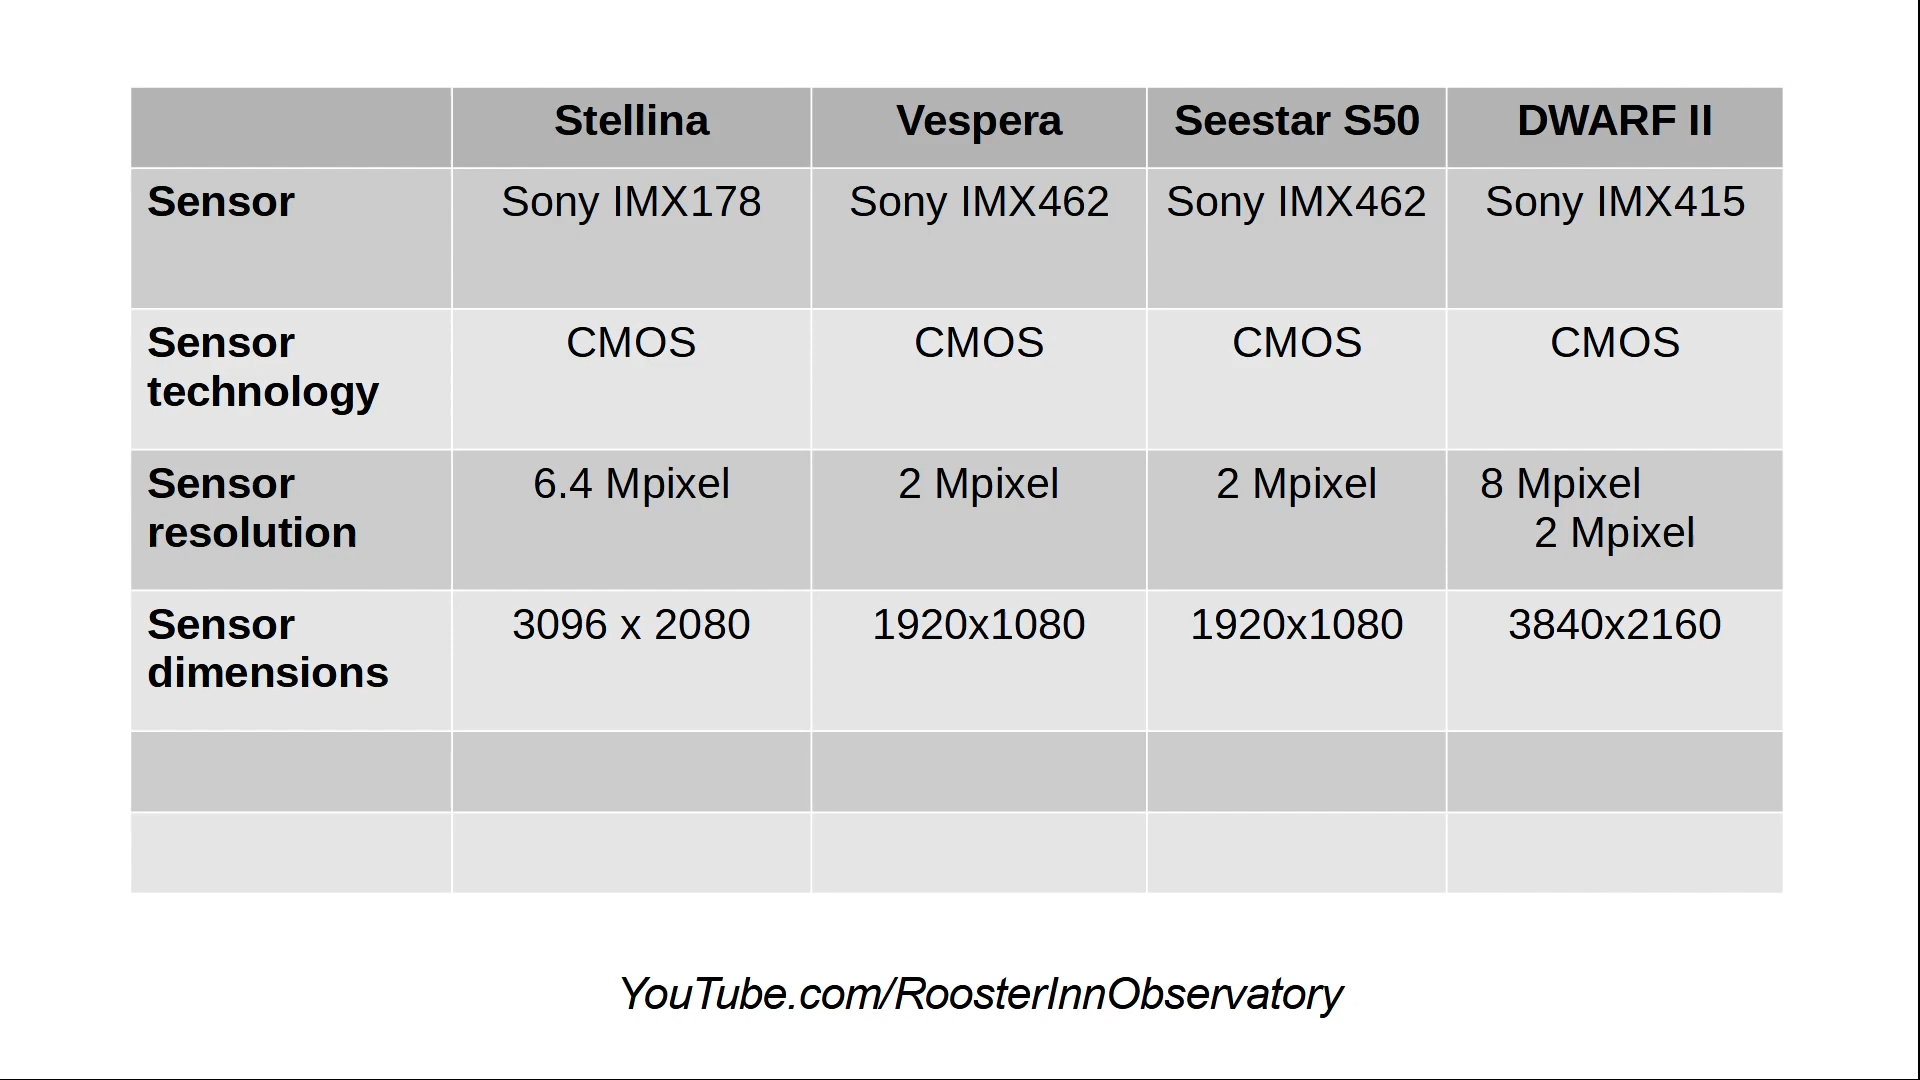 Stellina Vespera Seestar S50 DWARF II
Sensor Sony IMX178 Sony IMX462 Sony IMX462 Sony IMX415
Sensor CMOS CMOS CMOS CMOS
technology
Sensor 6.4 Mpixel 2 Mpixel 2 Mpixel 8 Mpixel
resolution 2 Mpixel
Sensor 3096 x 2080 1920x1080 1920x1080 3840x2160
dimensions
YouTube.com/RoosterInnObservatory